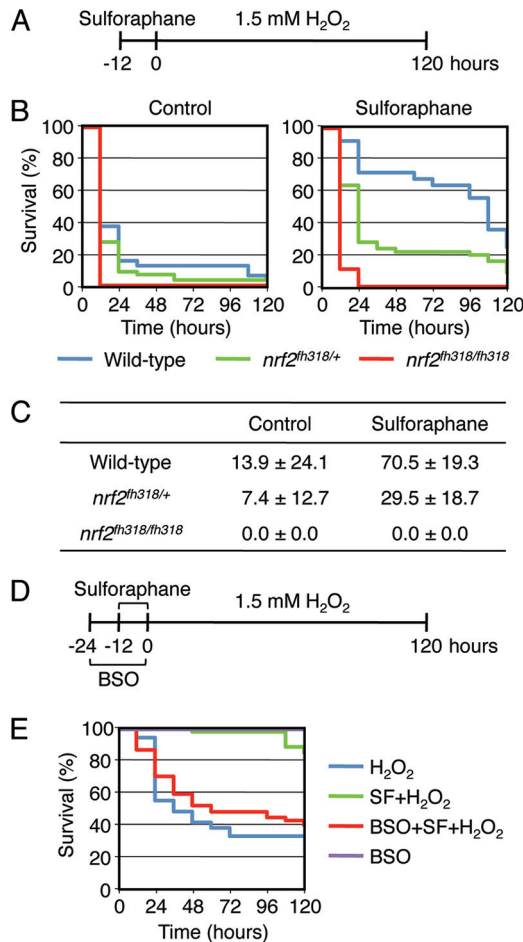 A
Sulforaphane
1.5 mM H₂O₂
-12 0 120 hours
B
Control Sulforaphane
Survival (%)
100 100
80 80
60 60
40 40
20 20
0 0
0 24 48 72 96 120 0 24 48 72 96 120
Time (hours) Time (hours)
Wild-type nrf2fh318/+ nrf2fh318/fh318
C
Control Sulforaphane
Wild-type 13.9 ± 24.1 70.5 ± 19.3
nrf2fh318/+ 7.4 ± 12.7 29.5 ± 18.7
nrf2fh318/fh318 0.0 ± 0.0 0.0 ± 0.0
D
Sulforaphane
1.5 mM H₂O₂
-24 -12 0 120 hours
BSO
E
Survival (%)
100
80
60
40
20
0
0 24 48 72 96 120
Time (hours)
H₂O₂
SF+H₂O₂
BSO+SF+H₂O₂
BSO